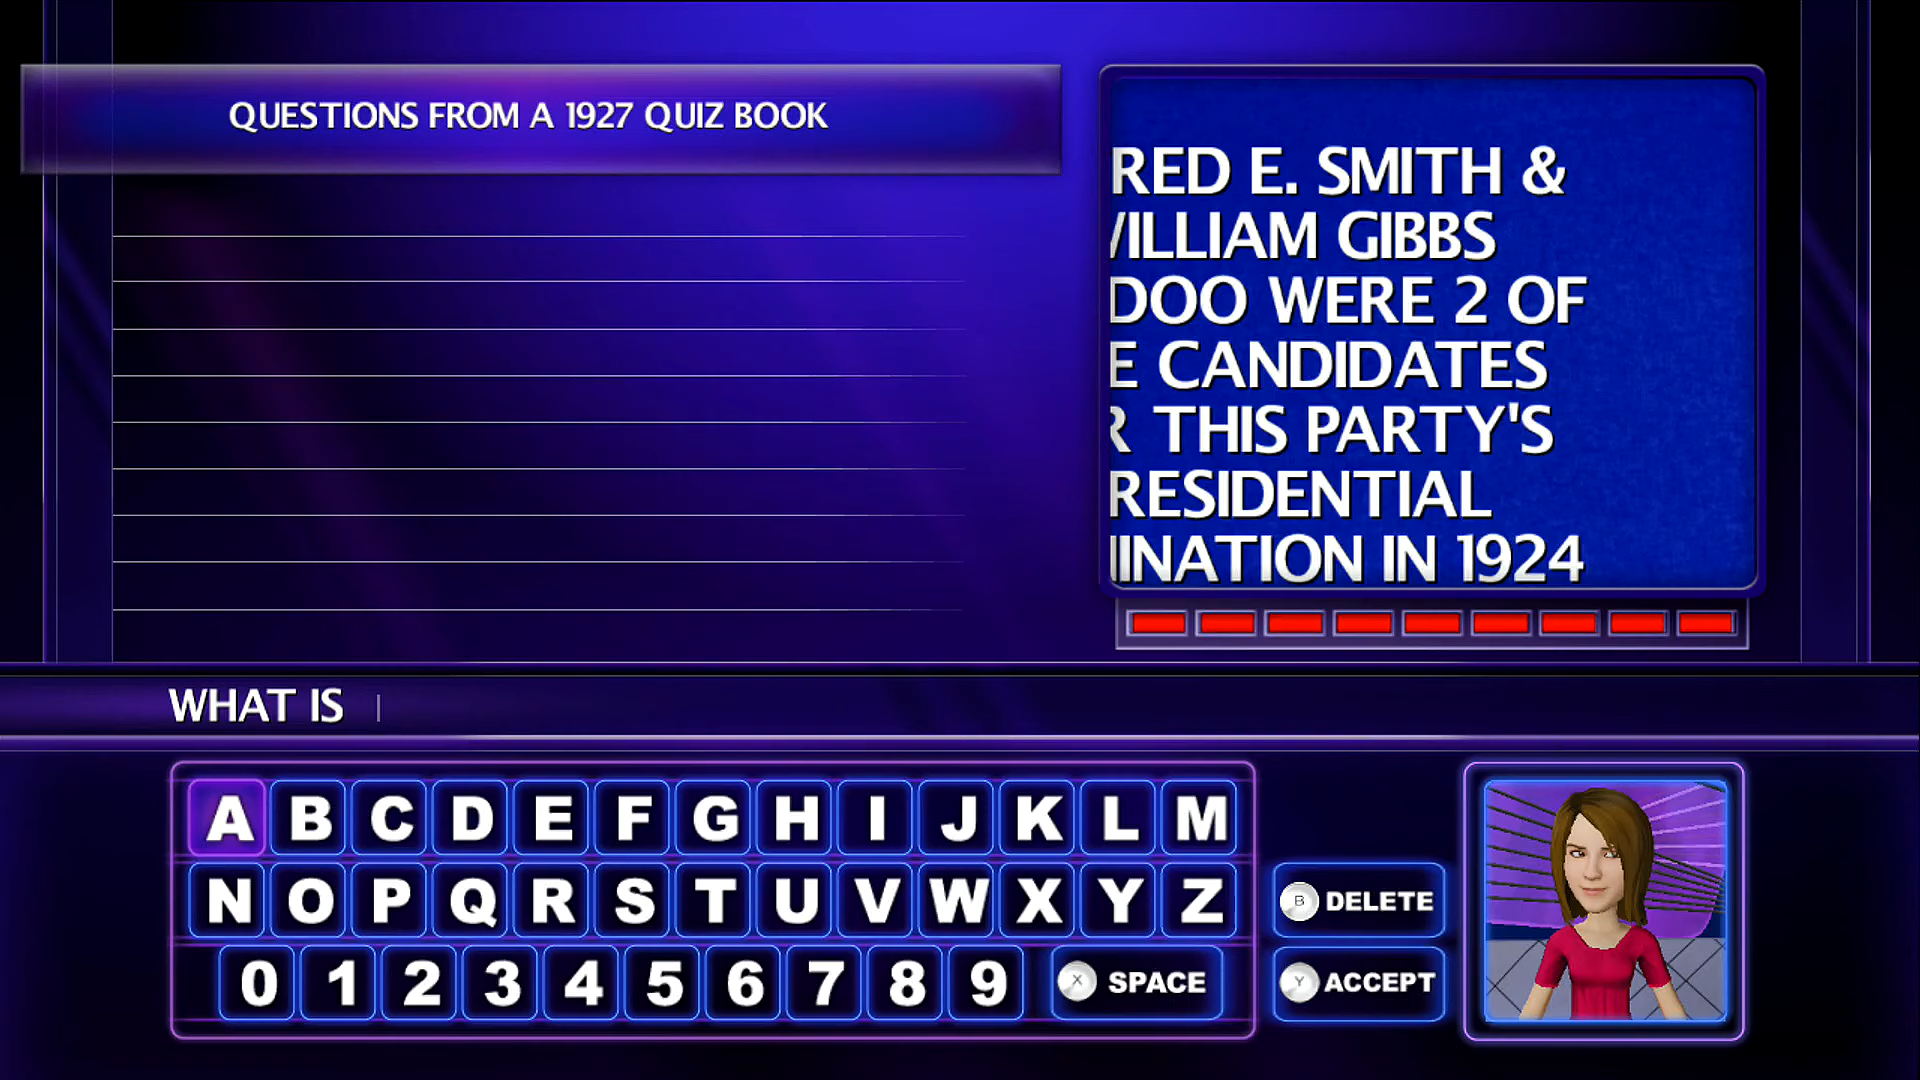 QUESTIONS FROM A 1927 QUIZ BOOK
RED E. SMITH &
ILLIAM GIBBS
DOO WERE 2 OF
E CANDIDATES
R THIS PARTY'S
RESIDENTIAL
INATION IN 1924
WHAT IS
A B C D E F G H I J K L M
N O P Q R S T U V W X Y Z
B DELETE
0 1 2 3 4 5 6 7 8 9 X SPACE
Y ACCEPT